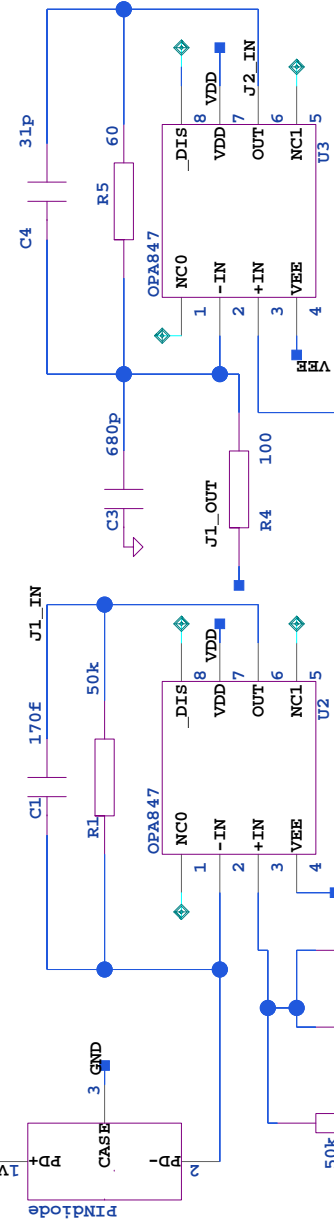 31p
C4
60
R5
680p
C3
OPA847
NC0
-IN
+IN
VEE
_DIS
VDD
OUT
NC1
1
2
3
4
8
7
6
5
U3
VDD
J2_IN
VEE
J1_OUT
100
R4
J1_IN
170f
C1
50k
R1
OPA847
NC0
-IN
+IN
VEE
_DIS
VDD
OUT
NC1
1
2
3
4
8
7
6
5
U2
VDD
GND
3
CASE
PD+
PD-
1
2
PINdiode
50k